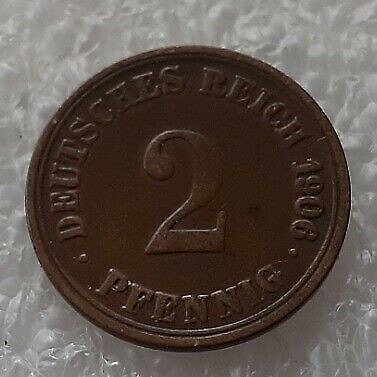 · DEUTSCHES REICH 1906 ·
2
PFENNIG